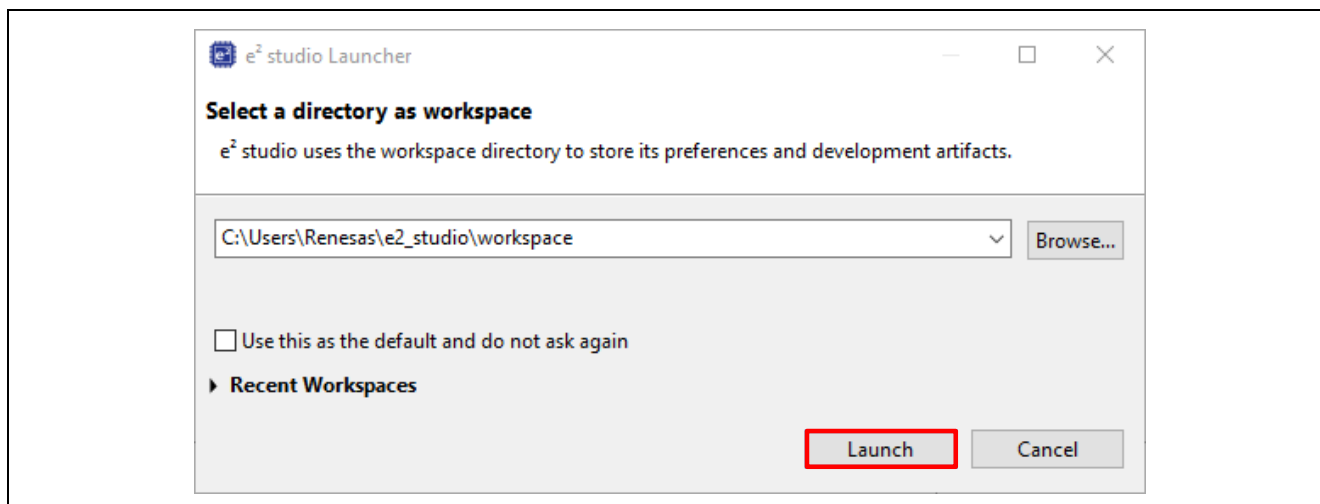 e² studio Launcher
Select a directory as workspace
e² studio uses the workspace directory to store its preferences and development artifacts.
C:\Users\Renesas\e2_studio\workspace
Browse...
Use this as the default and do not ask again
Recent Workspaces
Launch
Cancel